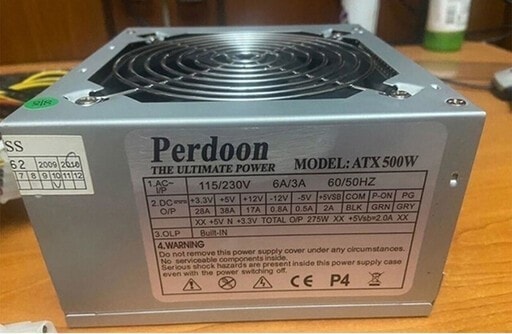 SS
62 2009 2010
7 8 9 10 11 12
IV V
Perdoon
THE ULTIMATE POWER
MODEL: ATX 500W
1.AC~ I/P 115/230V 6A/3A 60/50HZ
2.DC O/P +3.3V +5V +12V -12V -5V +5VSB COM P-ON PG
28A 38A 17A 0.8A 0.5A 2A BLK GRN GRY
XX +5V N +3.3V TOTAL O/P 275W XX +5Vsb=2.0A XX
3.OLP Built-IN
4.WARNING
Do not remove this power supply cover under any circumstances.
No serviceable components inside.
Serious shock hazards are present inside this power supply case
even with the power switching off.
CE P4